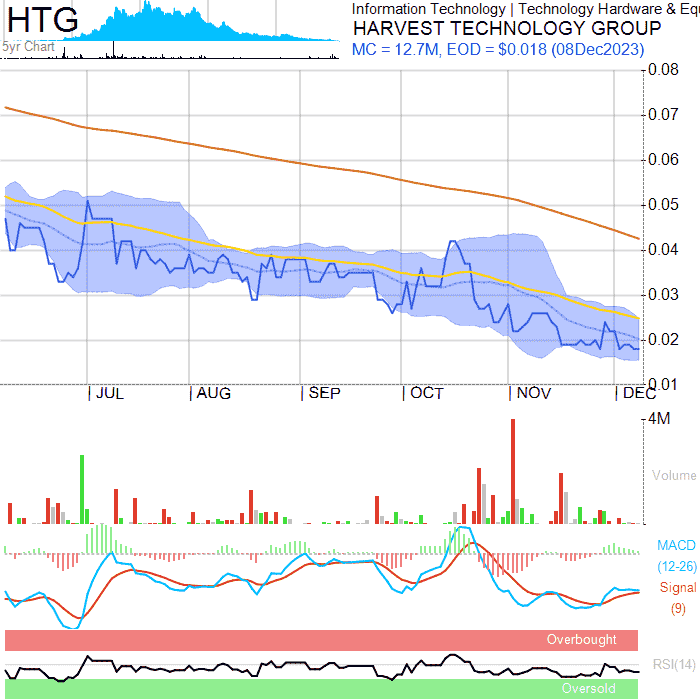 HTG
5yr Chart
Information Technology | Technology Hardware & Equ
HARVEST TECHNOLOGY GROUP
MC = 12.7M, EOD = $0.018 (08Dec2023)
0.08
0.07
0.06
0.05
0.04
0.03
0.02
0.01
JUL AUG SEP OCT NOV DEC
4M
Volume
MACD
(12-26)
Signal
(9)
Overbought
RSI(14)
Oversold